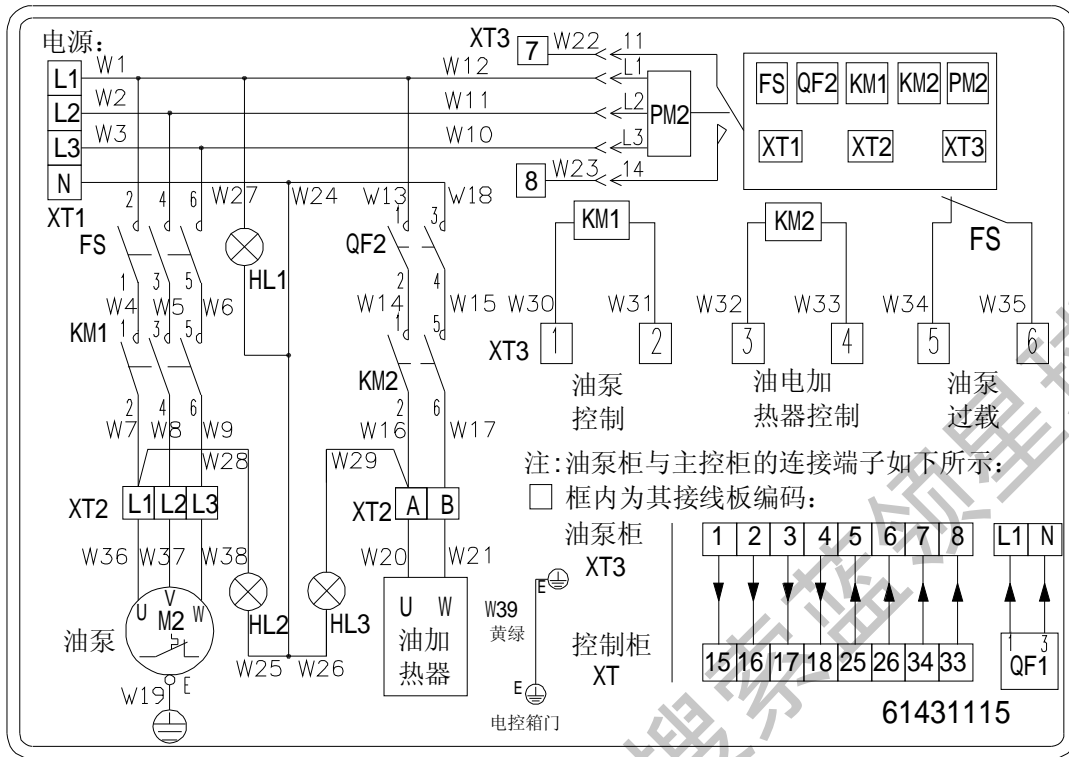 电源:
XT3 7 W22 11
L1 W1 W12 L1
L2 W2 W11 L2 PM2
L3 W3 W10 L3
N
8 W23 14
FS QF2 KM1 KM2 PM2
XT1 XT2 XT3
XT1
2 4 6 W27 W24 W13 W18
FS
1 3 5
HL1
QF2
1 3
2 4
W4 W5 W6
W14 W15
KM1
1 3 5
2 4 6
KM2
1 5
2 6
KM1 KM2 FS
W30 W31 W32 W33 W34 W35
XT3 1 2 3 4 5 6
油泵
控制
油电加
热器控制
油泵
过载
W7 W8 W9
W28
W29
W16 W17
XT2 L1 L2 L3
XT2 A B
W36 W37 W38
W20 W21
U V W
M2
油泵
HL2
HL3
U W
油加
热器
W25 W26
W19 E
注:油泵柜与主控柜的连接端子如下所示:
框内为其接线板编码:
油泵柜
XT3
1 2 3 4 5 6 7 8 L1 N
E
W39
黄绿
E
电控箱门
控制柜
XT
15 16 17 18 25 26 34 33
1 3
QF1
61431115
搜索蓝领星球